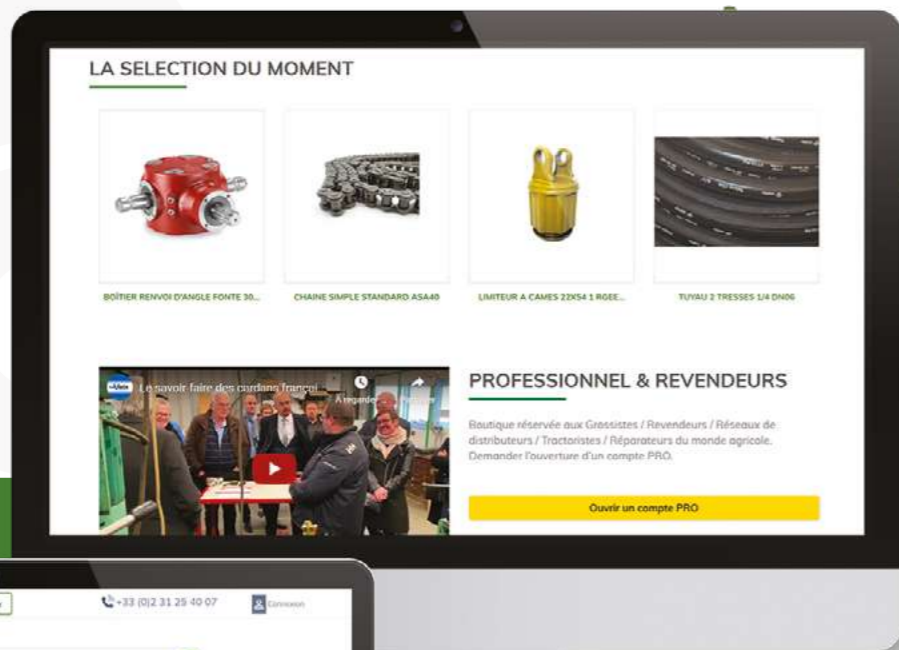 LA SELECTION DU MOMENT
BOÎTIER RENVOI D'ANGLE FONTE 30...
CHAINE SIMPLE STANDARD ASA40
LIMITEUR A CAMES 22X54 1 RGEE...
TUYAU 2 TRESSES 1/4 DN06
Le savoir faire des cardans françai...
À regarder
PROFESSIONNEL & REVENDEURS
Boutique réservée aux Grossistes / Revendeurs / Réseaux de
distributeurs / Tractoristes / Réparateurs du monde agricole.
Demander l'ouverture d'un compte PRO.
Ouvrir un compte PRO
+33 (0)2 31 25 40 07
Connexion